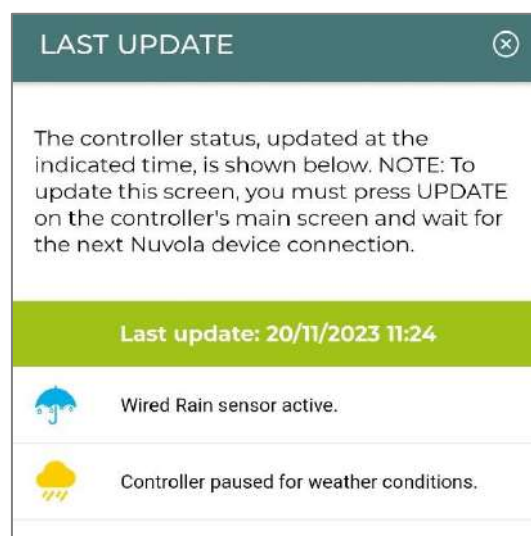 LAST UPDATE
The controller status, updated at the
indicated time, is shown below. NOTE: To
update this screen, you must press UPDATE
on the controller's main screen and wait for
the next Nuvola device connection.
Last update: 20/11/2023 11:24
Wired Rain sensor active.
Controller paused for weather conditions.